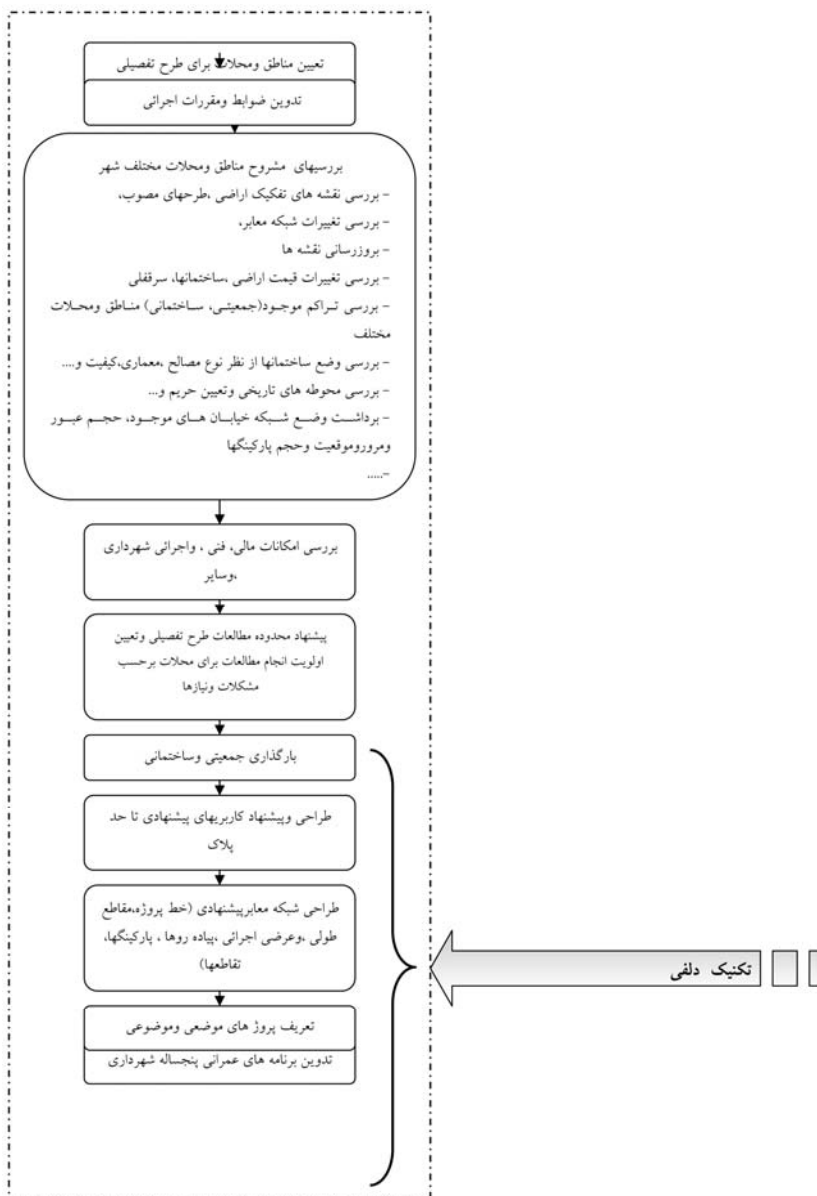 تعیین مناطق ومحلات برای طرح تفصیلی
تدوین ضوابط ومقررات اجرائی
بررسیهای مشروح مناطق ومحلات مختلف شهر
- بررسی نقشه های تفکیک اراضی ،طرحهای مصوب،
- بررسی تغییرات شبکه معابر،
- بروزرسانی نقشه ها
- بررسی تغییرات قیمت اراضی ،ساختمانها، سرقفلی
- بررسی تراکم موجود(جمعیتی، ساختمانی) مناطق ومحلات
مختلف
- بررسی وضع ساختمانها از نظر نوع مصالح ،معماری،کیفیت و....
- بررسی محوطه های تاریخی وتعیین حریم و...
- برداشت وضع شبکه خیابان های موجود، حجم عبور
ومروروموقعیت وحجم پارکینگها
-.....
بررسی امکانات مالی، فنی ، واجرائی شهرداری
،وسایر
پیشنهاد محدوده مطالعات طرح تفصیلی وتعیین
اولویت انجام مطالعات برای محلات برحسب
مشکلات ونیازها
بارگذاری جمعیتی وساختمانی
طراحی وپیشنهاد کاربریهای پیشنهادی تا حد
پلاک
طراحی شبکه معابرپیشنهادی (خط پروژه،مقاطع
طولی ،وعرضی اجرائی ،پیاده روها ، پارکینگها،
تقاطعها)
تکنیک دلفی
تعریف پروژ های موضعی وموضوعی
تدوین برنامه های عمرانی پنجساله شهرداری